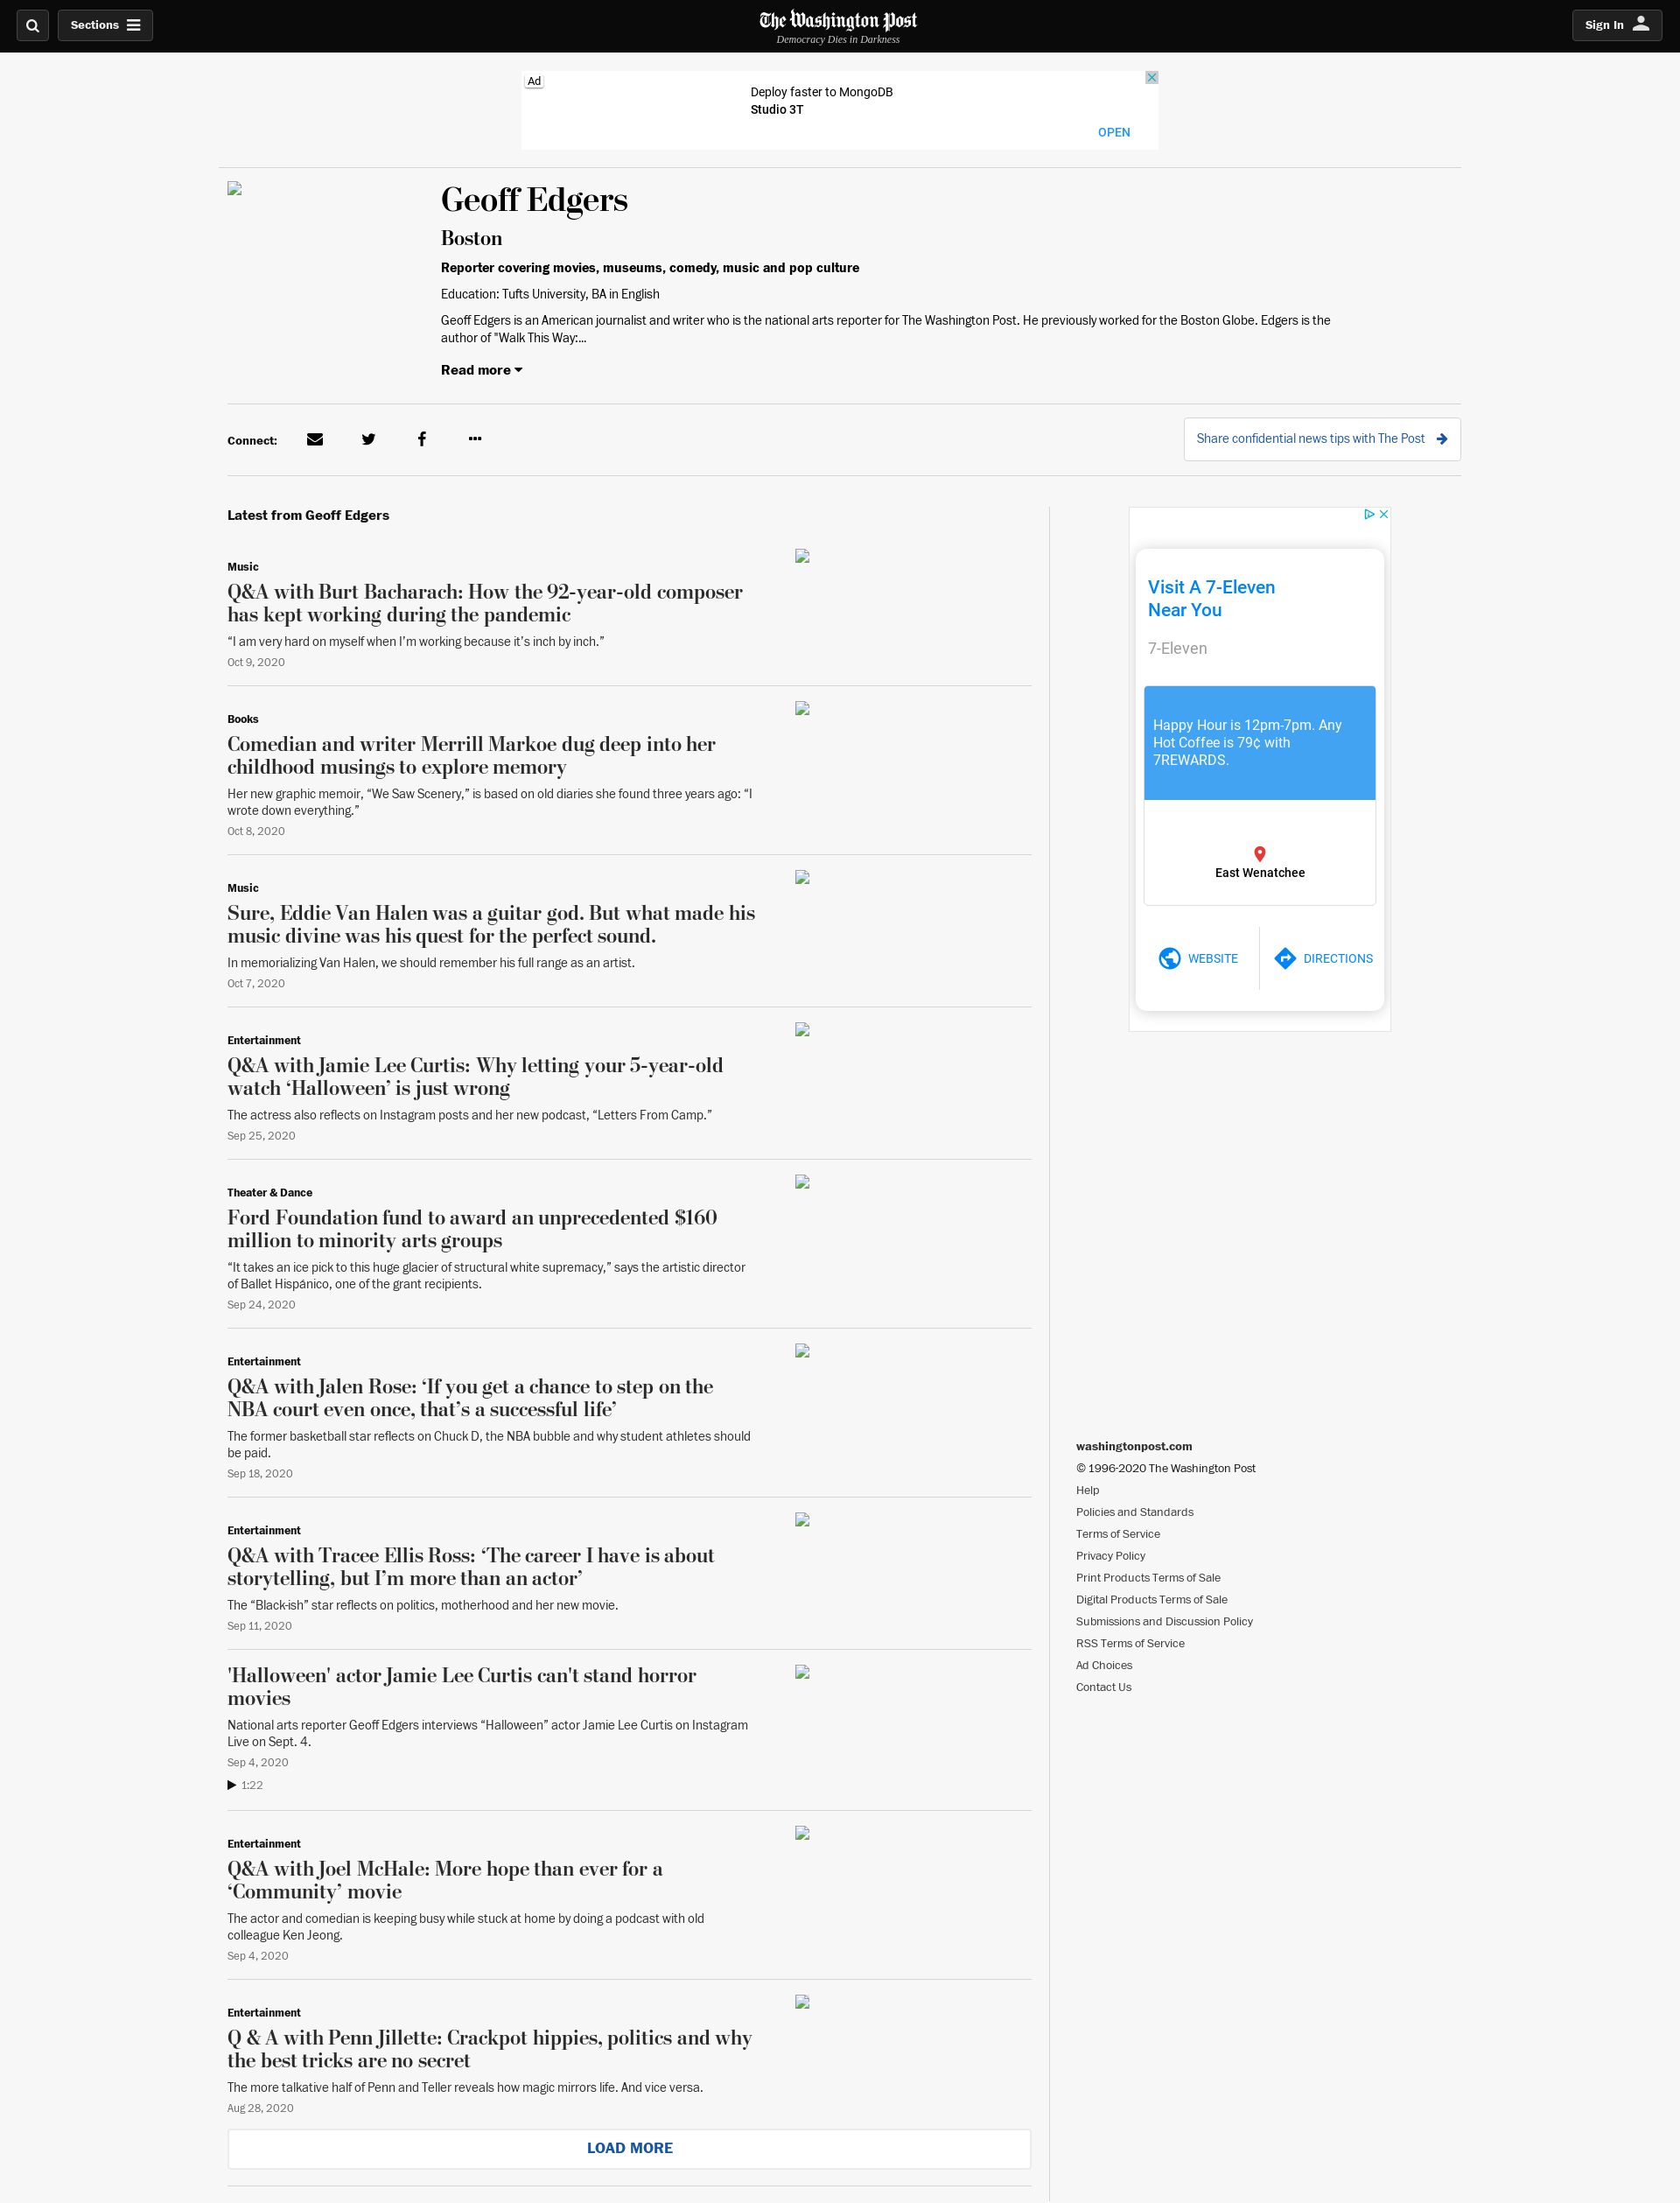 Sections
The Washington Post
Democracy Dies in Darkness
Sign In
Ad
Deploy faster to MongoDB
Studio 3T
OPEN
Geoff Edgers
Boston
Reporter covering movies, museums, comedy, music and pop culture
Education: Tufts University, BA in English
Geoff Edgers is an American journalist and writer who is the national arts reporter for The Washington Post. He previously worked for the Boston Globe. Edgers is the
author of "Walk This Way:...
Read more
Connect:
Share confidential news tips with The Post
Latest from Geoff Edgers
Music
Q&A with Burt Bacharach: How the 92-year-old composer
has kept working during the pandemic
“I am very hard on myself when I’m working because it’s inch by inch.”
Oct 9, 2020
Books
Comedian and writer Merrill Markoe dug deep into her
childhood musings to explore memory
Her new graphic memoir, “We Saw Scenery,” is based on old diaries she found three years ago: “I
wrote down everything.”
Oct 8, 2020
Music
Sure, Eddie Van Halen was a guitar god. But what made his
music divine was his quest for the perfect sound.
In memorializing Van Halen, we should remember his full range as an artist.
Oct 7, 2020
Entertainment
Q&A with Jamie Lee Curtis: Why letting your 5-year-old
watch ‘Halloween’ is just wrong
The actress also reflects on Instagram posts and her new podcast, “Letters From Camp.”
Sep 25, 2020
Theater & Dance
Ford Foundation fund to award an unprecedented $160
million to minority arts groups
“It takes an ice pick to this huge glacier of structural white supremacy,” says the artistic director
of Ballet Hispánico, one of the grant recipients.
Sep 24, 2020
Entertainment
Q&A with Jalen Rose: ‘If you get a chance to step on the
NBA court even once, that’s a successful life’
The former basketball star reflects on Chuck D, the NBA bubble and why student athletes should
be paid.
Sep 18, 2020
Entertainment
Q&A with Tracee Ellis Ross: ‘The career I have is about
storytelling, but I’m more than an actor’
The “Black-ish” star reflects on politics, motherhood and her new movie.
Sep 11, 2020
'Halloween' actor Jamie Lee Curtis can't stand horror
movies
National arts reporter Geoff Edgers interviews “Halloween” actor Jamie Lee Curtis on Instagram
Live on Sept. 4.
Sep 4, 2020
1:22
Entertainment
Q&A with Joel McHale: More hope than ever for a
‘Community’ movie
The actor and comedian is keeping busy while stuck at home by doing a podcast with old
colleague Ken Jeong.
Sep 4, 2020
Entertainment
Q & A with Penn Jillette: Crackpot hippies, politics and why
the best tricks are no secret
The more talkative half of Penn and Teller reveals how magic mirrors life. And vice versa.
Aug 28, 2020
LOAD MORE
Visit A 7-Eleven
Near You
7-Eleven
Happy Hour is 12pm-7pm. Any
Hot Coffee is 79¢ with
7REWARDS.
East Wenatchee
WEBSITE
DIRECTIONS
washingtonpost.com
© 1996-2020 The Washington Post
Help
Policies and Standards
Terms of Service
Privacy Policy
Print Products Terms of Sale
Digital Products Terms of Sale
Submissions and Discussion Policy
RSS Terms of Service
Ad Choices
Contact Us